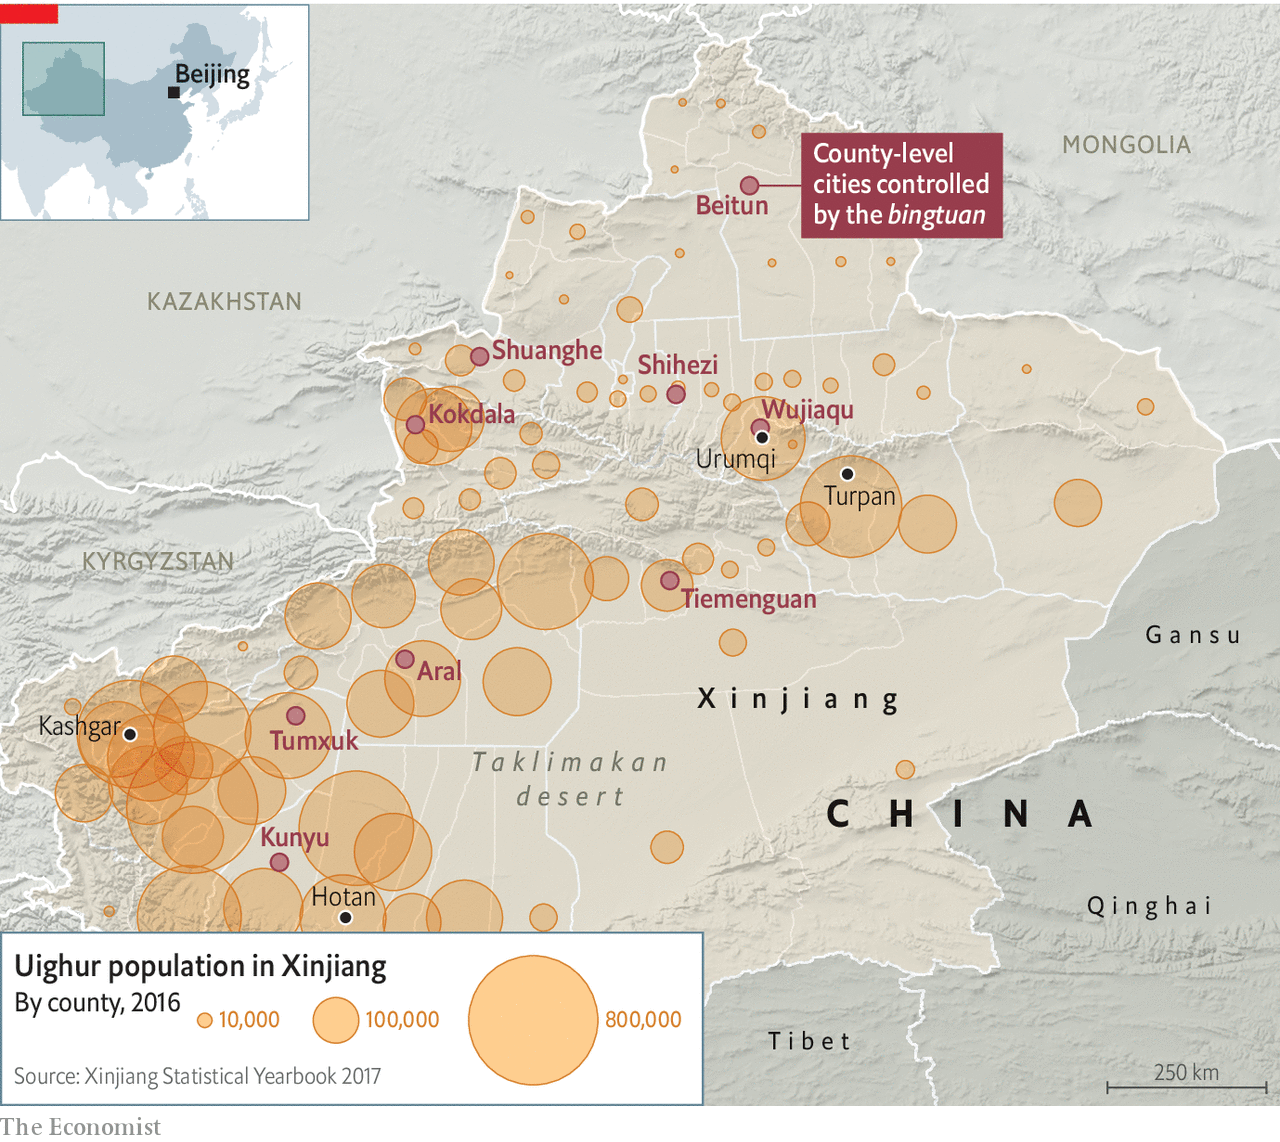 Beijing
MONGOLIA
County-level
cities controlled
by the bingtuan
Beitun
KAZAKHSTAN
Shuanghe
Shihezi
Kokdala
Wujiaqu
Urumqi
Turpan
KYRGYZSTAN
Tiemenguan
Gansu
Aral
Xinjiang
Kashgar
Tumxuk
Taklimakan
desert
CHINA
Kunyu
Hotan
Qinghai
Uighur population in Xinjiang
By county, 2016
10,000
100,000
800,000
Tibet
Source: Xinjiang Statistical Yearbook 2017
250 km
The Economist